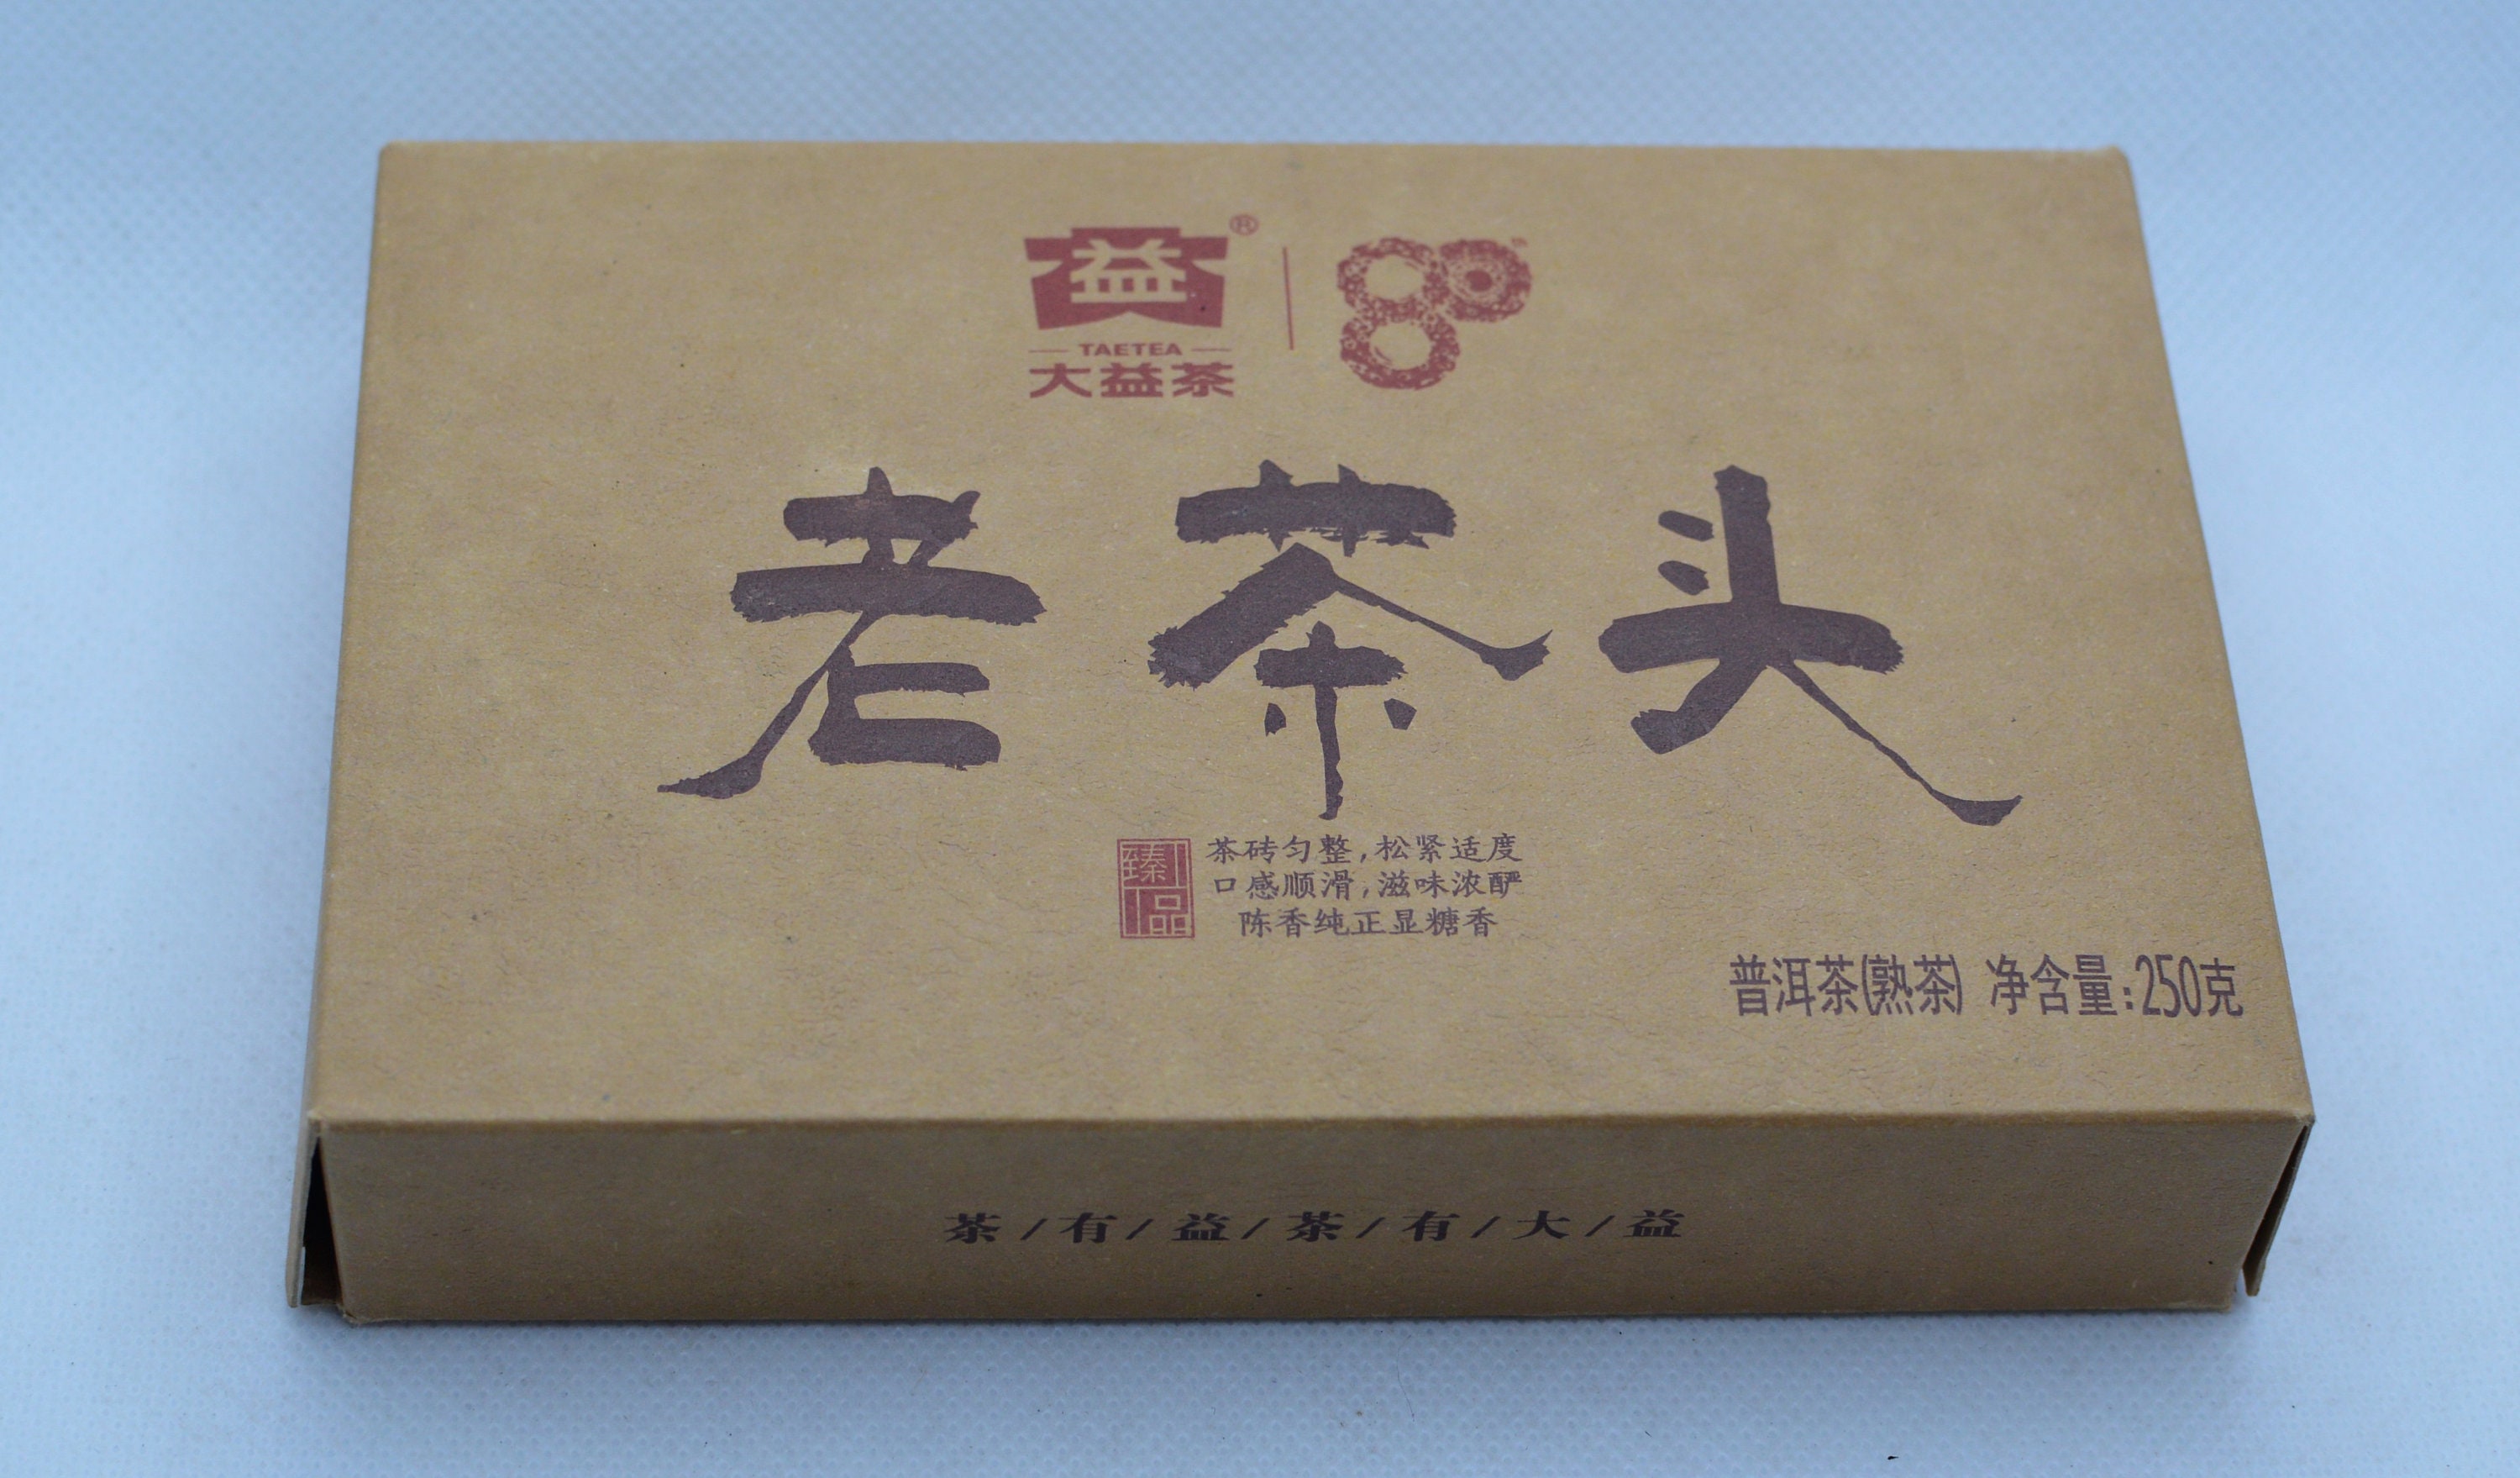 益®
TAETEA
大益茶
80
老茶头
臻品
茶砖匀整,松紧适度
口感顺滑,滋味浓酽
陈香纯正显糖香
普洱茶(熟茶) 净含量:250克
茶/有/益/茶/有/大/益